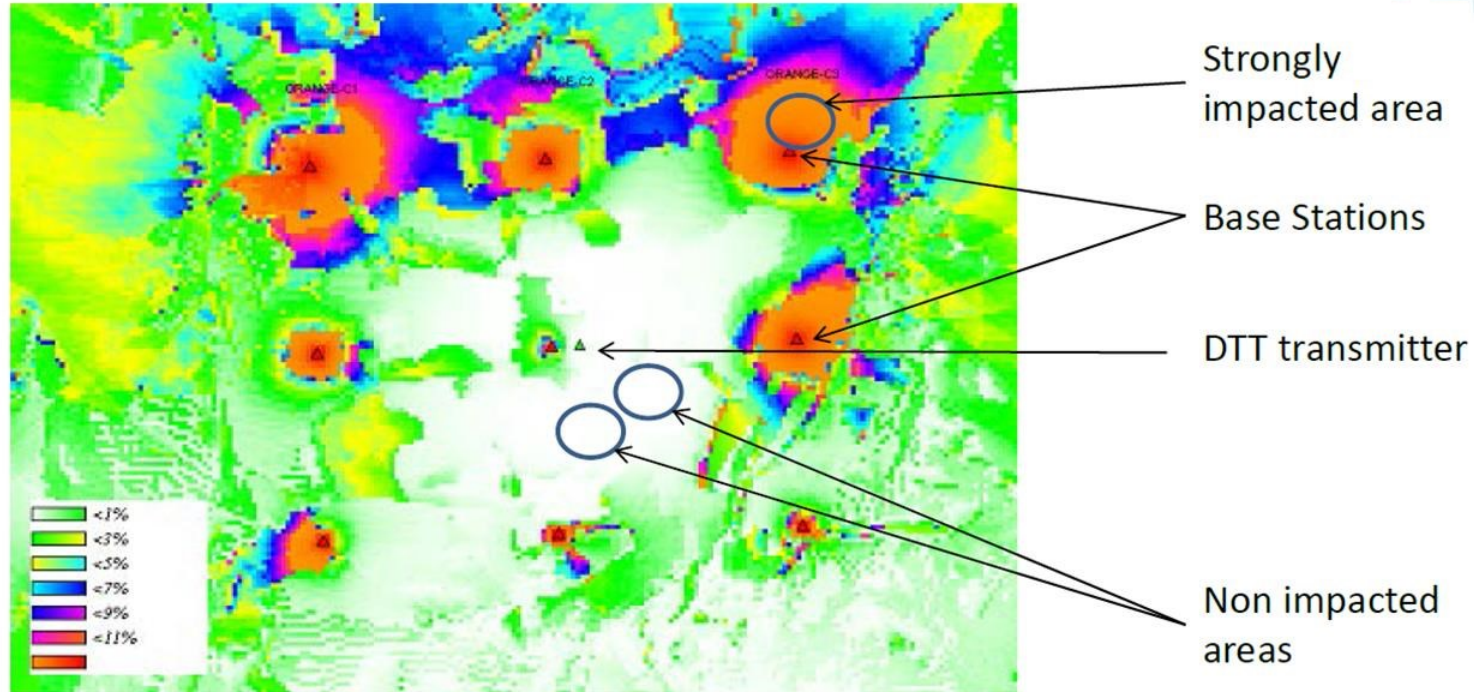 ORANGE-C1
ORANGE-C2
ORANGE-C3
Strongly
impacted area
Base Stations
DTT transmitter
Non impacted
areas
<1%
<3%
<5%
<7%
<9%
<11%